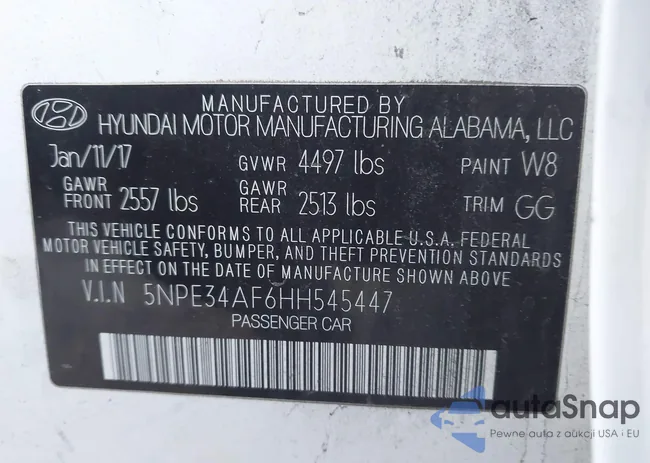 MANUFACTURED BY
HYUNDAI MOTOR MANUFACTURING ALABAMA, LLC
Jan/11/17 GVWR 4497 lbs PAINT W8
GAWR FRONT 2557 lbs GAWR REAR 2513 lbs TRIM GG
THIS VEHICLE CONFORMS TO ALL APPLICABLE U.S.A. FEDERAL
MOTOR VEHICLE SAFETY, BUMPER, AND THEFT PREVENTION STANDARDS
IN EFFECT ON THE DATE OF MANUFACTURE SHOWN ABOVE.
V.I.N 5NPE34AF6HH545447
PASSENGER CAR
autaSnap
Pewne auta z aukcji USA i EU